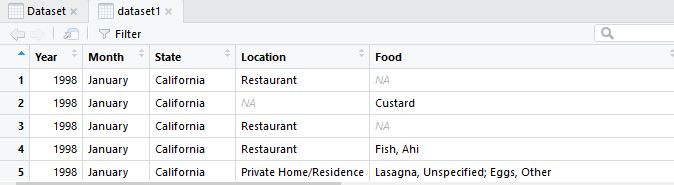 Dataset dataset1
Filter
Year Month State Location Food
1 1998 January California Restaurant NA
2 1998 January California NA Custard
3 1998 January California Restaurant NA
4 1998 January California Restaurant Fish, Ahi
5 1998 January California Private Home/Residence Lasagna, Unspecified; Eggs, Other